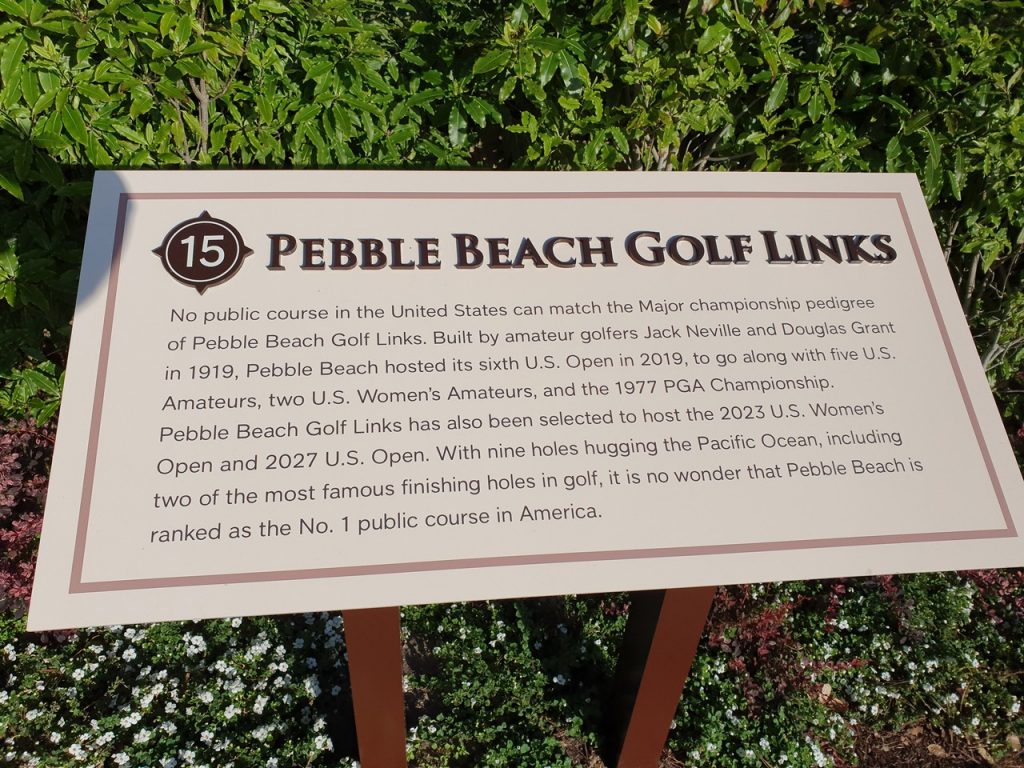 15 PEBBLE BEACH GOLF LINKS
No public course in the United States can match the Major championship pedigree
of Pebble Beach Golf Links. Built by amateur golfers Jack Neville and Douglas Grant
in 1919, Pebble Beach hosted its sixth U.S. Open in 2019, to go along with five U.S.
Amateurs, two U.S. Women's Amateurs, and the 1977 PGA Championship.
Pebble Beach Golf Links has also been selected to host the 2023 U.S. Women's
Open and 2027 U.S. Open. With nine holes hugging the Pacific Ocean, including
two of the most famous finishing holes in golf, it is no wonder that Pebble Beach is
ranked as the No. 1 public course in America.